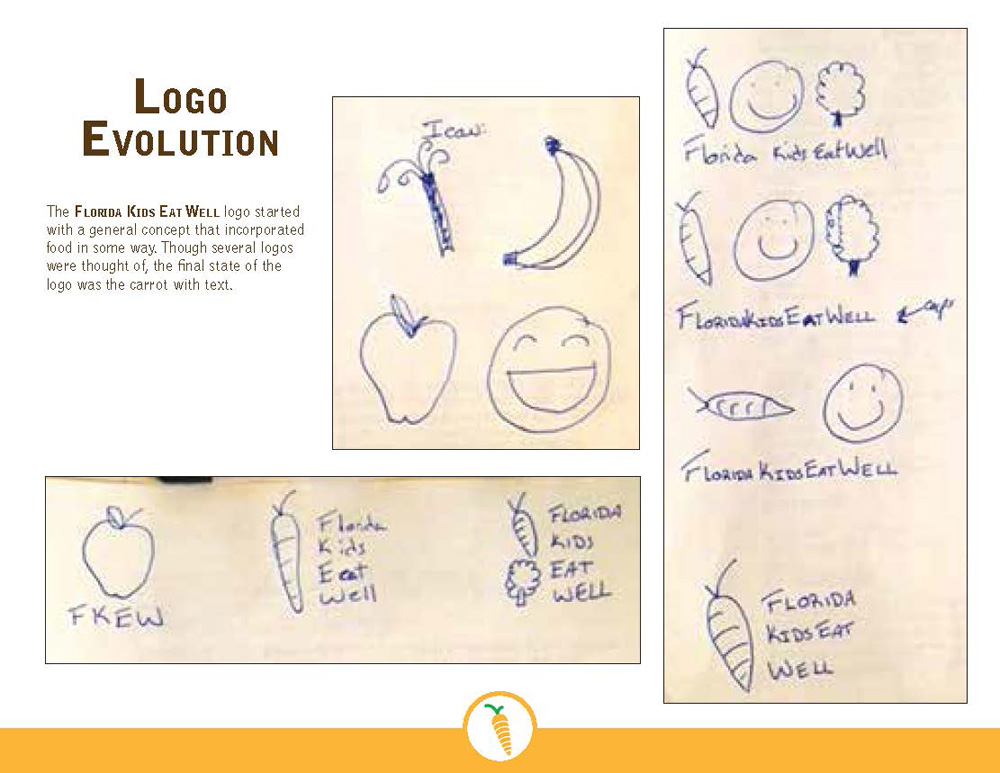 LOGO
EVOLUTION
The FLORIDA KIDS EAT WELL logo started
with a general concept that incorporated
food in some way. Though several logos
were thought of, the final state of the
logo was the carrot with text.
Icon:
Florida Kids Eat Well
FLORIDAKIDSEATWELL
caps
FLORIDAKIDSEATWELL
FLORIDA
KIDSEAT
WELL
FKEW
Florida
Kids
Eat
Well
FLORIDA
KIDS
EAT
WELL